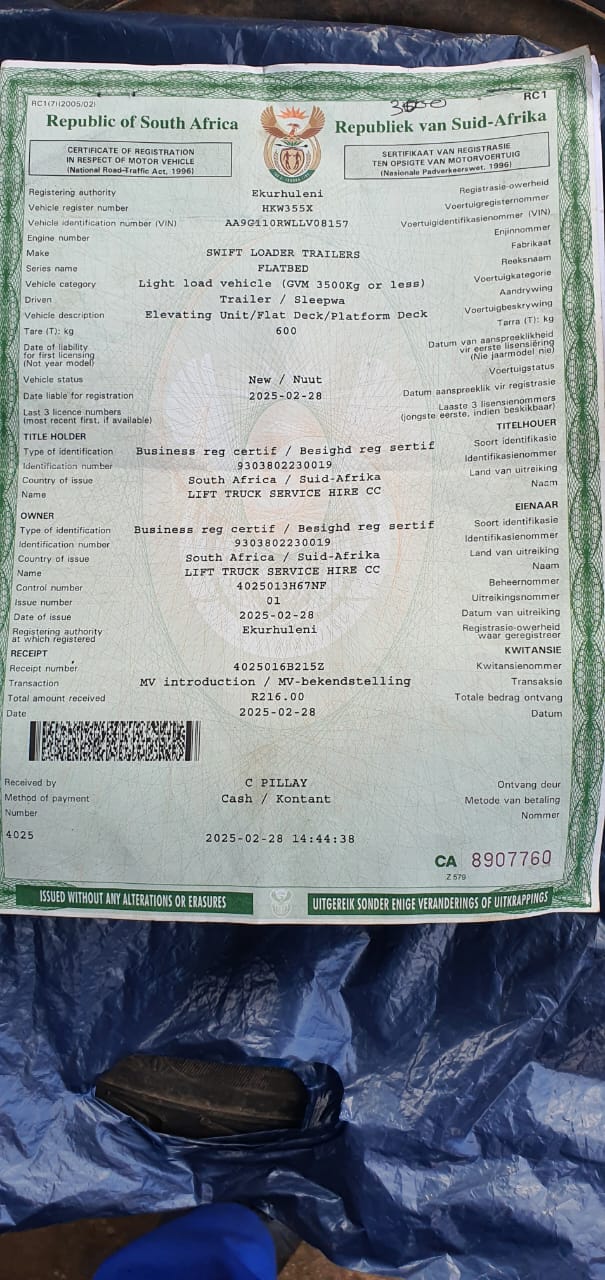 RC1(7)(2005/02)
RC1
Republic of South Africa
Republiek van Suid-Afrika
CERTIFICATE OF REGISTRATION
IN RESPECT OF MOTOR VEHICLE
(National Road-Traffic Act, 1996)
SERTIFIKAAT VAN REGISTRASIE
TEN OPSIGTE VAN MOTORVOERTUIG
(Nasionale Padverkeerswet, 1996)
Registering authority Ekurhuleni Registrasie-owerheid
Vehicle register number HKW355X Voertuigregisternommer
Vehicle identification number (VIN) AA9G110RWLLV08157 Voertuigidentifikasienommer (VIN)
Engine number Enjinnommer
Make SWIFT LOADER TRAILERS Fabrikaat
Series name FLATBED Reeksnaam
Vehicle category Light load vehicle (GVM 3500Kg or less) Voertuigkategorie
Driven Trailer / Sleepwa Aandrywing
Vehicle description Elevating Unit/Flat Deck/Platform Deck Voertuigbeskrywing
Tare (T): kg 600 Tarra (T): kg
Date of liability
for first licensing
(Not year model)
Datum van aanspreeklikheid
vir eerste lisensiëring
(Nie jaarmodel nie)
Vehicle status New / Nuut Voertuigstatus
Date liable for registration 2025-02-28 Datum aanspreeklik vir registrasie
Last 3 licence numbers
(most recent first, if available)
Laaste 3 lisensienommers
(jongste eerste, indien beskikbaar)
TITLE HOLDER TITELHOUER
Type of identification Business reg certif / Besighd reg sertif Soort identifikasie
Identification number 9303802230019 Identifikasienommer
Country of issue South Africa / Suid-Afrika Land van uitreiking
Name LIFT TRUCK SERVICE HIRE CC Naam
OWNER EIENAAR
Type of identification Business reg certif / Besighd reg sertif Soort identifikasie
Identification number 9303802230019 Identifikasienommer
Country of issue South Africa / Suid-Afrika Land van uitreiking
Name LIFT TRUCK SERVICE HIRE CC Naam
Control number 4025013H67NF Beheernommer
Issue number 01 Uitreikingsnommer
Date of issue 2025-02-28 Datum van uitreiking
Registering authority
at which registered
Ekurhuleni
Registrasie-owerheid
waar geregistreer
RECEIPT KWITANSIE
Receipt number 4025016B215Z Kwitansienommer
Transaction MV introduction / MV-bekendstelling Transaksie
Total amount received R216.00 Totale bedrag ontvang
Date 2025-02-28 Datum
Received by C PILLAY Ontvang deur
Method of payment Cash / Kontant Metode van betaling
Number Nommer
4025 2025-02-28 14:44:38
CA 8907760
Z 579
ISSUED WITHOUT ANY ALTERATIONS OR ERASURES
UITGEREIK SONDER ENIGE VERANDERINGS OF UITKRAPPINGS